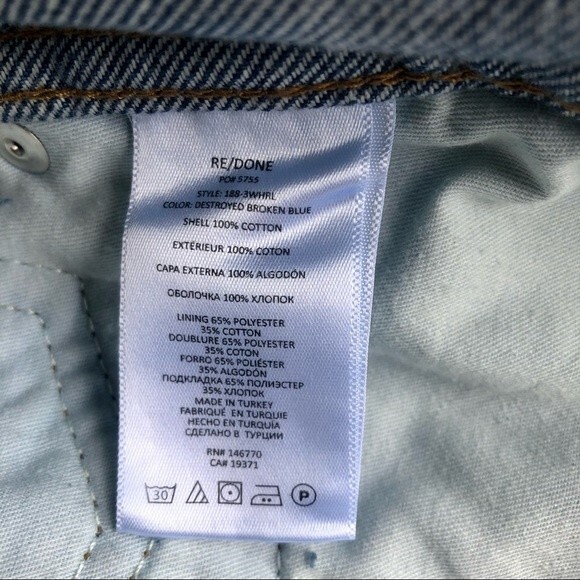 RE/DONE
PO# 5755
STYLE: 188-3WHRL
COLOR: DESTROYED BROKEN BLUE
SHELL 100% COTTON
EXTÉRIEUR 100% COTON
CAPA EXTERNA 100% ALGODÓN
ОБОЛОЧКА 100% ХЛОПОК
LINING 65% POLYESTER
35% COTTON
DOUBLURE 65% POLYESTER
35% COTON
FORRO 65% POLIÉSTER
35% ALGODÓN
ПОДКЛАДКА 65% ПОЛИЭСТЕР
35% ХЛОПОК
MADE IN TURKEY
FABRIQUÉ EN TURQUIE
HECHO EN TURQUÍA
СДЕЛАНО В ТУРЦИИ
RN# 146770
CA# 19371
30 P